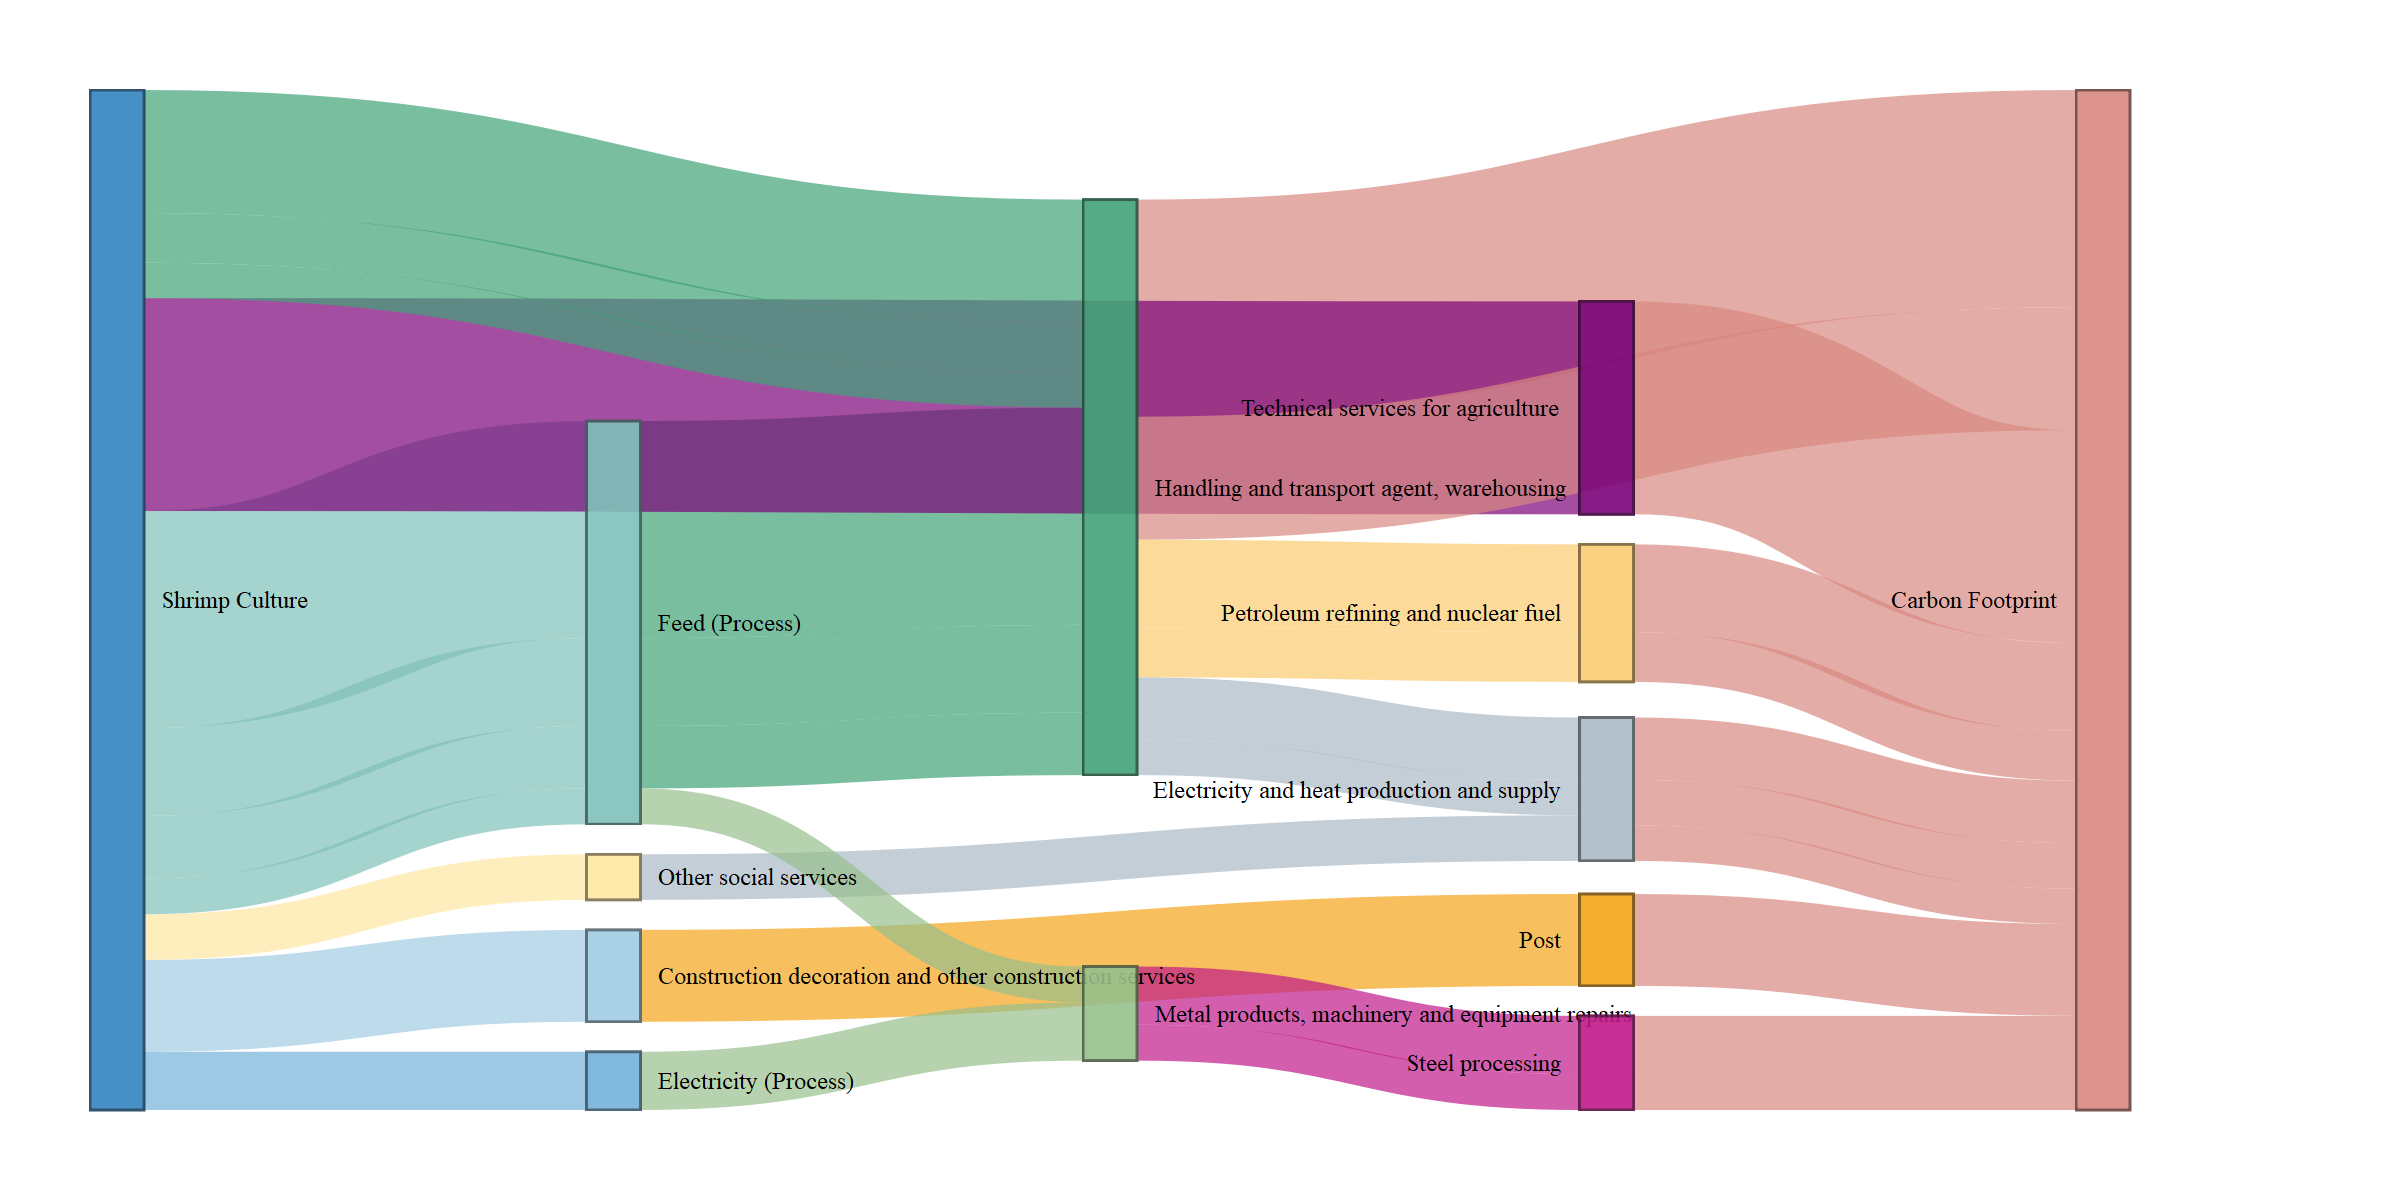 Shrimp Culture
Feed (Process)
Other social services
Construction decoration and other construction services
Electricity (Process)
Handling and transport agent, warehousing
Metal products, machinery and equipment repairs
Technical services for agriculture
Petroleum refining and nuclear fuel
Electricity and heat production and supply
Post
Steel processing
Carbon Footprint